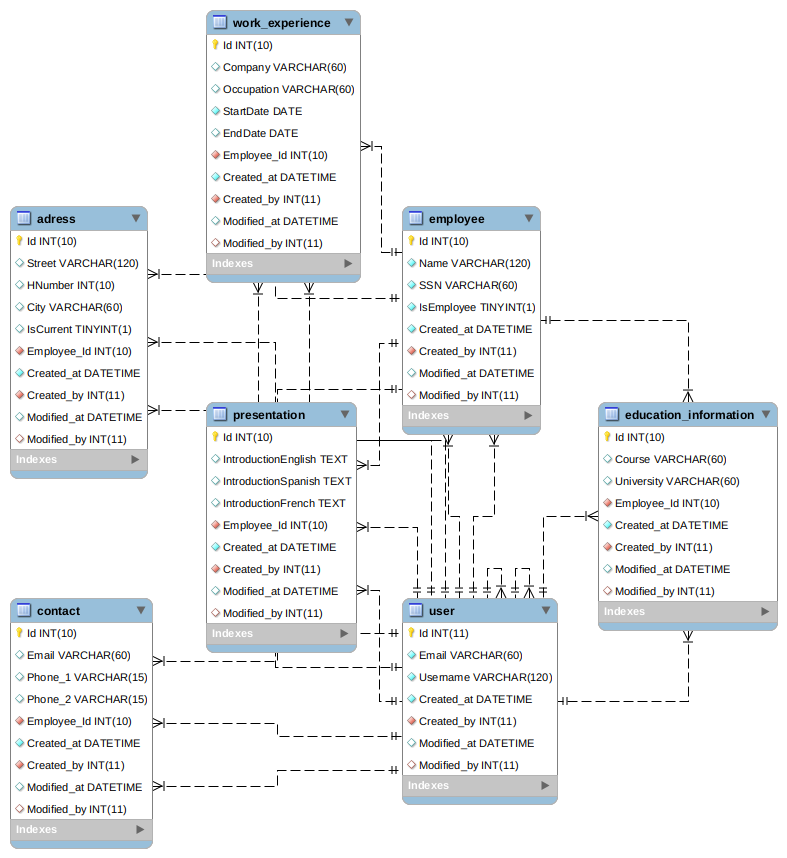 work_experience
Id INT(10)
Company VARCHAR(60)
Occupation VARCHAR(60)
StartDate DATE
EndDate DATE
Employee_Id INT(10)
Created_at DATETIME
Created_by INT(11)
Modified_at DATETIME
Modified_by INT(11)
Indexes
adress
Id INT(10)
Street VARCHAR(120)
HNumber INT(10)
City VARCHAR(60)
IsCurrent TINYINT(1)
Employee_Id INT(10)
Created_at DATETIME
Created_by INT(11)
Modified_at DATETIME
Modified_by INT(11)
Indexes
employee
Id INT(10)
Name VARCHAR(120)
SSN VARCHAR(60)
IsEmployee TINYINT(1)
Created_at DATETIME
Created_by INT(11)
Modified_at DATETIME
Modified_by INT(11)
Indexes
presentation
Id INT(10)
IntroductionEnglish TEXT
IntroductionSpanish TEXT
IntroductionFrench TEXT
Employee_Id INT(10)
Created_at DATETIME
Created_by INT(11)
Modified_at DATETIME
Modified_by INT(11)
Indexes
education_information
Id INT(10)
Course VARCHAR(60)
University VARCHAR(60)
Employee_Id INT(10)
Created_at DATETIME
Created_by INT(11)
Modified_at DATETIME
Modified_by INT(11)
Indexes
contact
Id INT(10)
Email VARCHAR(60)
Phone_1 VARCHAR(15)
Phone_2 VARCHAR(15)
Employee_Id INT(10)
Created_at DATETIME
Created_by INT(11)
Modified_at DATETIME
Modified_by INT(11)
Indexes
user
Id INT(11)
Email VARCHAR(60)
Username VARCHAR(120)
Created_at DATETIME
Created_by INT(11)
Modified_at DATETIME
Modified_by INT(11)
Indexes